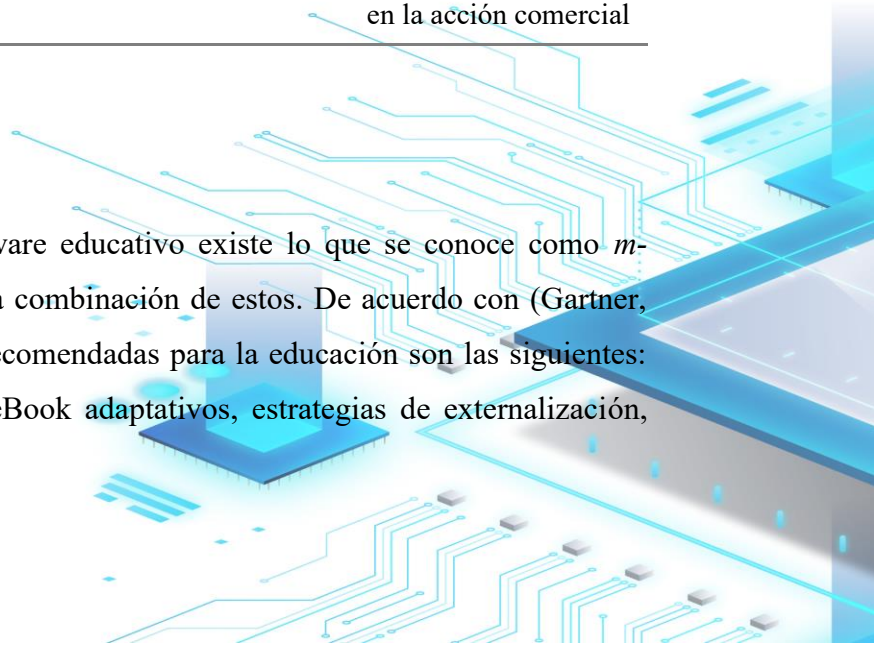 en la acción comercial
ware educativo existe lo que se conoce como m-
a combinación de estos. De acuerdo con (Gartner,
ecomendadas para la educación son las siguientes:
eBook adaptativos, estrategias de externalización,